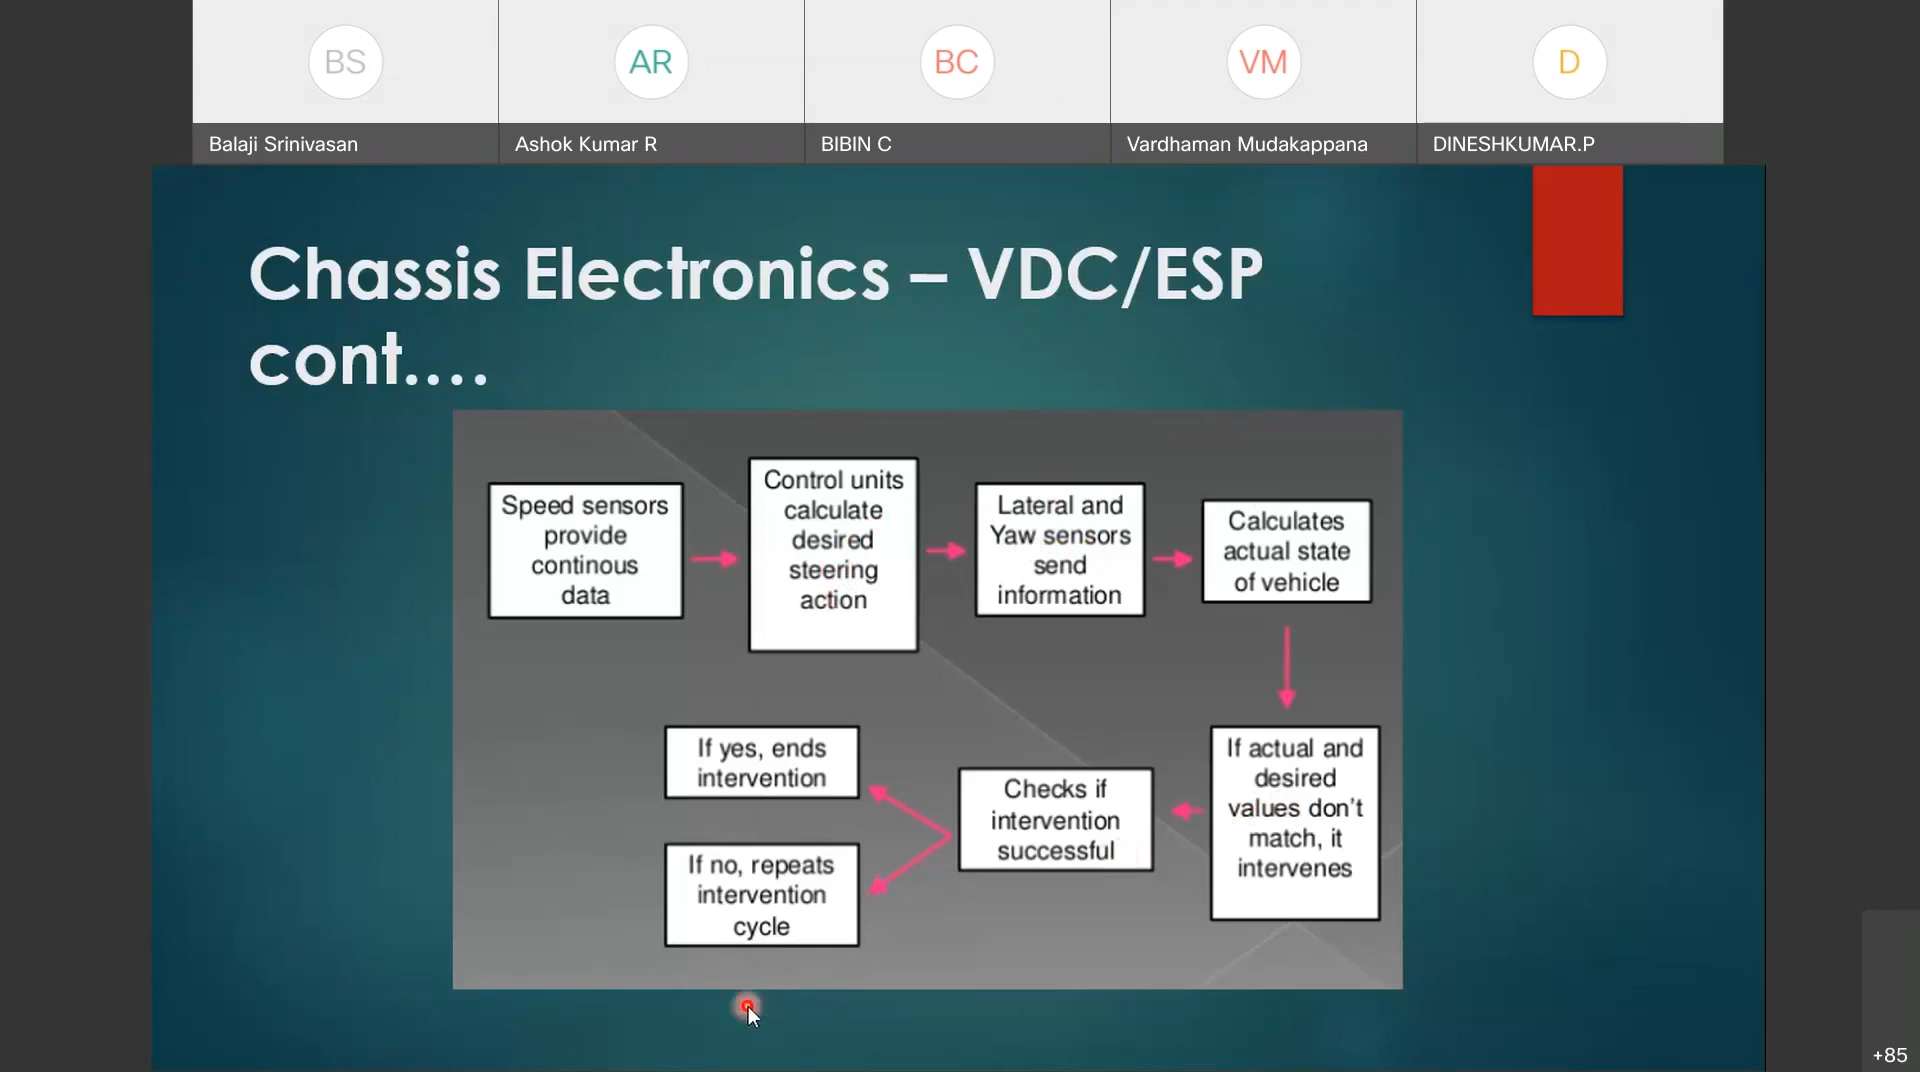 BS
AR
BC
VM
D
Balaji Srinivasan
Ashok Kumar R
BIBIN C
Vardhaman Mudakappana
DINESHKUMAR.P
Chassis Electronics – VDC/ESP
cont....
Speed sensors
provide
continous
data
Control units
calculate
desired
steering
action
Lateral and
Yaw sensors
send
information
Calculates
actual state
of vehicle
If actual and
desired
values don't
match, it
intervenes
Checks if
intervention
successful
If yes, ends
intervention
If no, repeats
intervention
cycle
+85